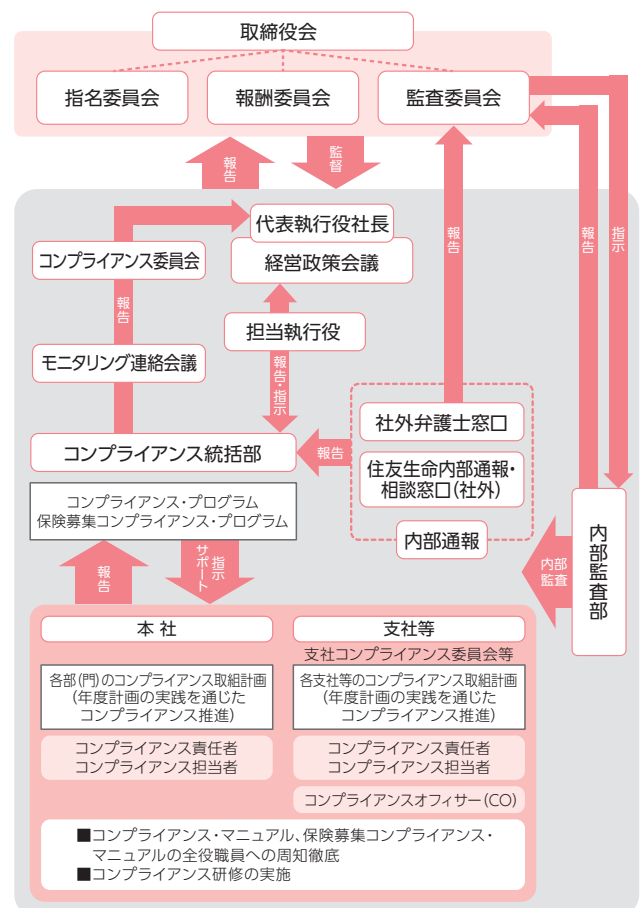 取締役会
指名委員会
報酬委員会
監査委員会
報告
監督
報告
報告
指示
代表執行役社長
経営政策会議
コンプライアンス委員会
報告
担当執行役
モニタリング連絡会議
報告・指示
社外弁護士窓口
コンプライアンス統括部
報告
住友生命内部通報・
相談窓口(社外)
内部通報
コンプライアンス・プログラム
保険募集コンプライアンス・プログラム
内部監査部
内部
監査
報告
指示
サポート
本社
支社等
支社コンプライアンス委員会等
各部(門)のコンプライアンス取組計画
(年度計画の実践を通じた
コンプライアンス推進)
各支社等のコンプライアンス取組計画
(年度計画の実践を通じた
コンプライアンス推進)
コンプライアンス責任者
コンプライアンス担当者
コンプライアンス責任者
コンプライアンス担当者
コンプライアンスオフィサー(CO)
■コンプライアンス・マニュアル、保険募集コンプライアンス・
マニュアルの全役職員への周知徹底
■コンプライアンス研修の実施